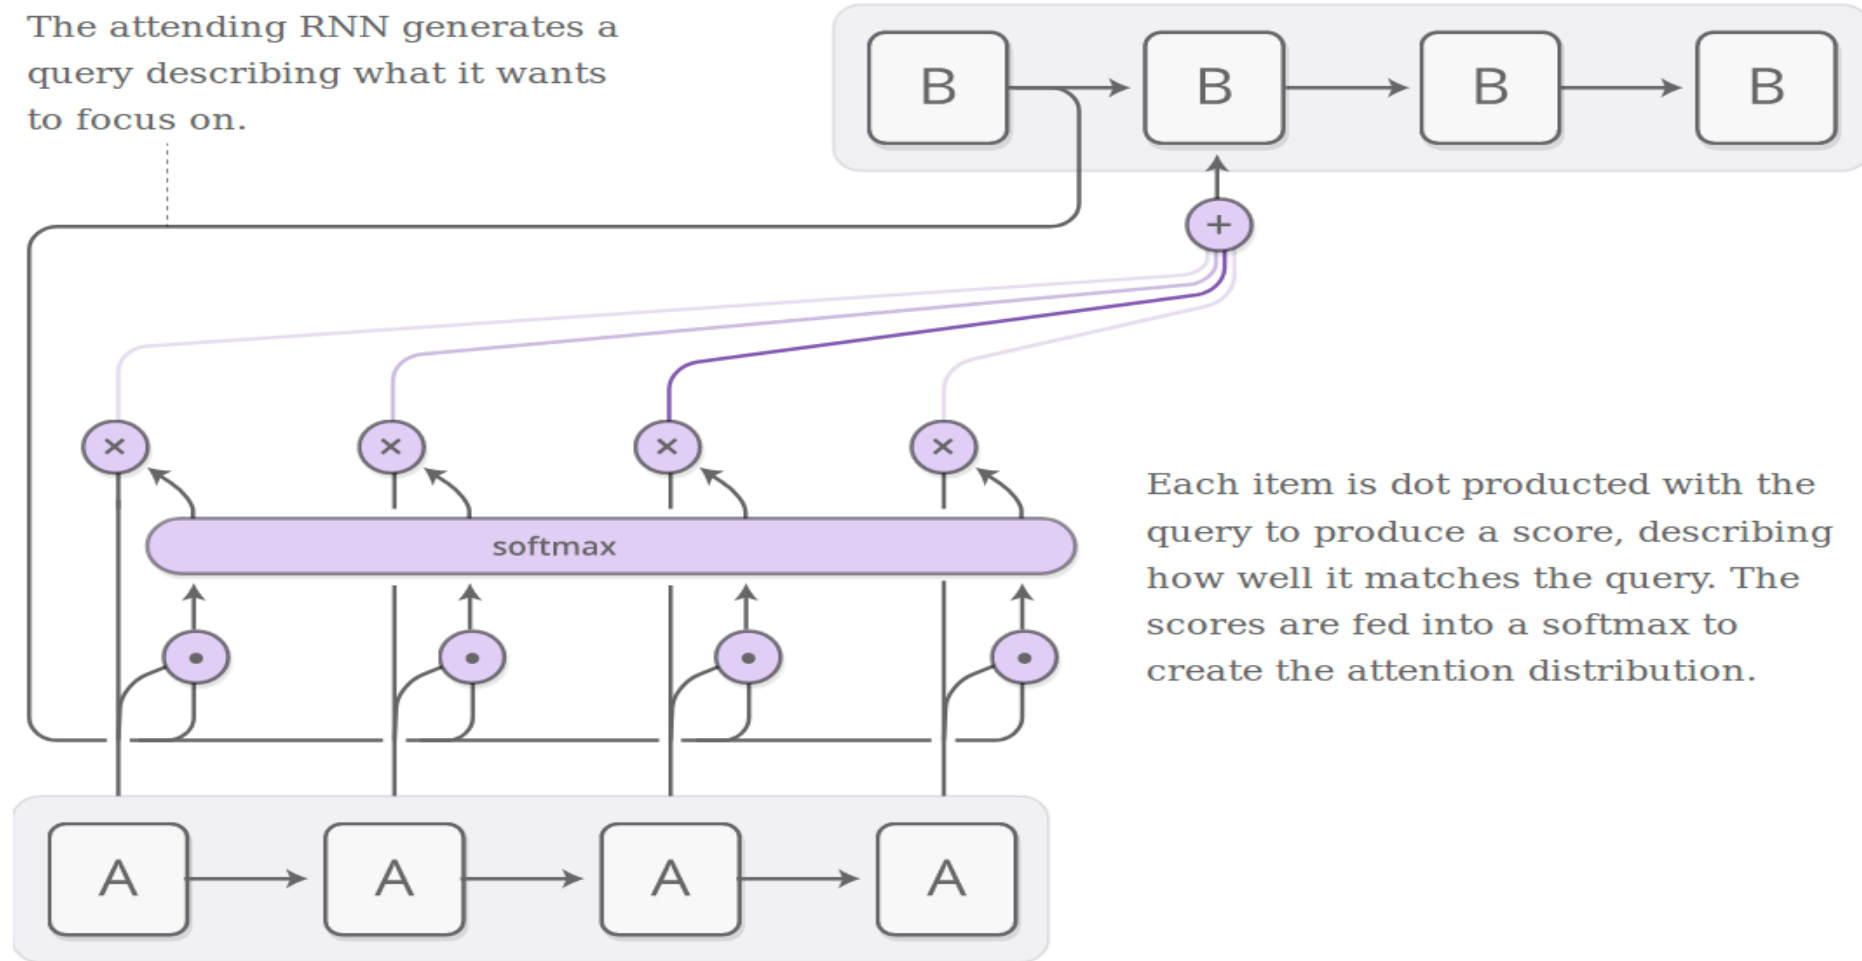 The attending RNN generates a
query describing what it wants
to focus on.
B B B B
+
× × × ×
softmax
• • • •
Each item is dot producted with the
query to produce a score, describing
how well it matches the query. The
scores are fed into a softmax to
create the attention distribution.
A A A A